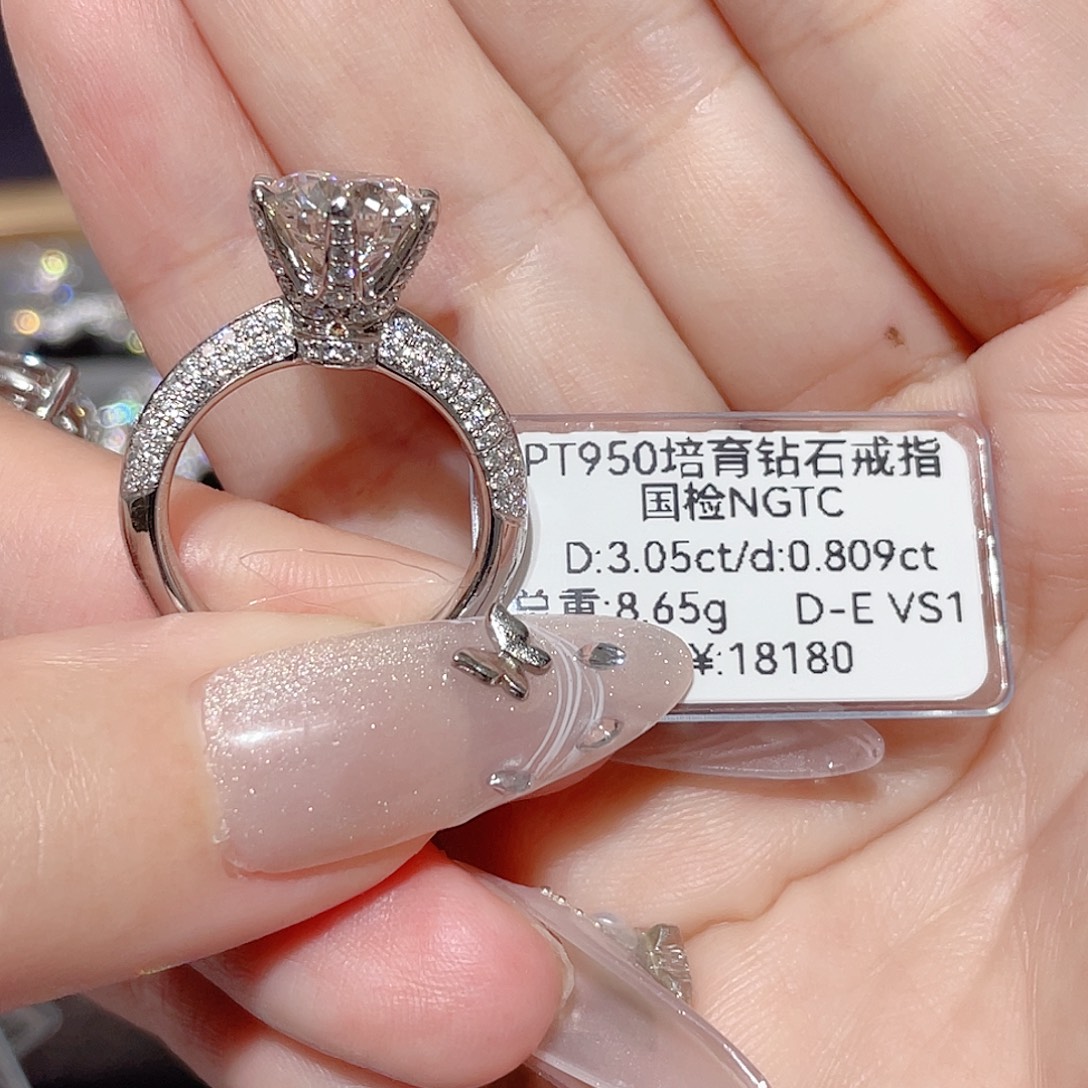 PT950培育钻石戒指
国检NGTC
D:3.05ct/d:0.809ct
总重:8.65g D-E VS1
¥:18180